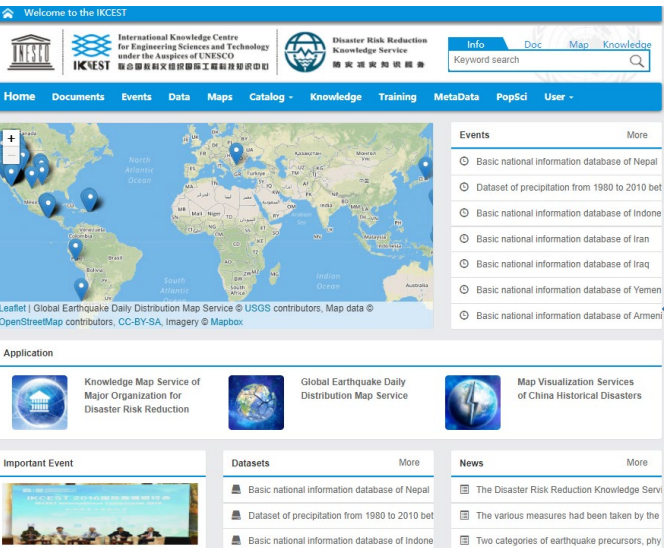 Welcome to the IKCEST
UNESCO
IKCEST
International Knowledge Centre
for Engineering Sciences and Technology
under the Auspices of UNESCO
联合国教科文组织国际工程科技知识中心
Disaster Risk Reduction
Knowledge Service
防灾减灾知识服务
Info Doc Map Knowledge
Keyword search
Home Documents Events Data Maps Catalog Knowledge Training MetaData PopSci User
+
North
Atlantic
Ocean
Venezuela
Colombia
Brasil
Bolivia
South
Atlantic
Indian
Ocean
Australia
Türkiye
Mali
Niger
India
Malaysia
Indonesia
Leaflet | Global Earthquake Daily Distribution Map Service © USGS contributors, Map data ©
OpenStreetMap contributors, CC-BY-SA, Imagery © Mapbox
Events More
Basic national information database of Nepal
Dataset of precipitation from 1980 to 2010 bet
Basic national information database of Indone
Basic national information database of Iran
Basic national information database of Iraq
Basic national information database of Yemen
Basic national information database of Armeni
Application
Knowledge Map Service of
Major Organization for
Disaster Risk Reduction
Global Earthquake Daily
Distribution Map Service
Map Visualization Services
of China Historical Disasters
Important Event
IKCEST 2016
Datasets More
Basic national information database of Nepal
Dataset of precipitation from 1980 to 2010 bet
Basic national information database of Indone
News More
The Disaster Risk Reduction Knowledge Servi
The various measures had been taken by the
Two categories of earthquake precursors, phy